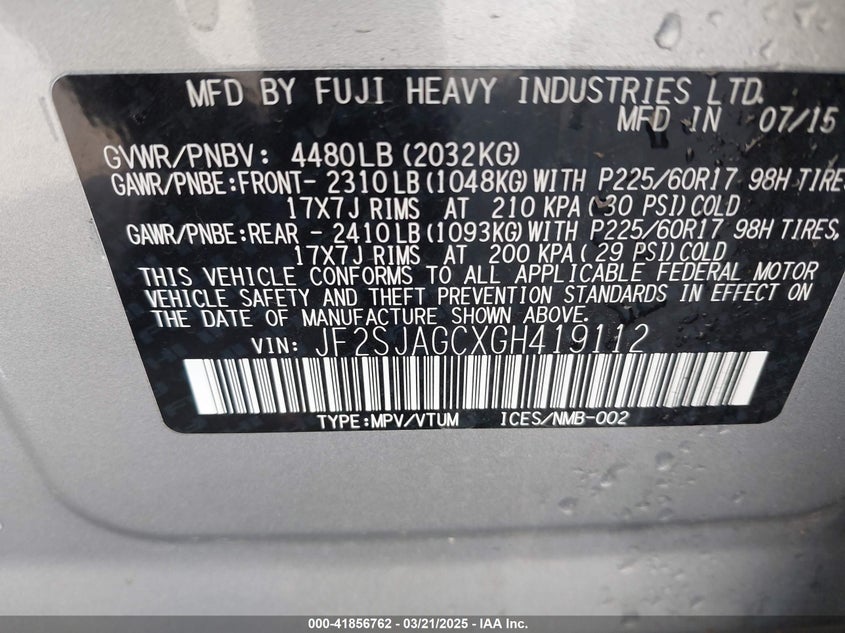 MFD BY FUJI HEAVY INDUSTRIES LTD.
MFD IN 07/15
GVWR/PNBV: 4480LB(2032KG)
GAWR/PNBE:FRONT- 2310LB(1048KG)WITH P225/60R17 98H TIRES,
17X7J RIMS AT 210 KPA (30 PSI)COLD
GAWR/PNBE:REAR - 2410LB(1093KG)WITH P225/60R17 98H TIRES,
17X7J RIMS AT 200 KPA(29 PSI)COLD
THIS VEHICLE CONFORMS TO ALL APPLICABLE FEDERAL MOTOR
VEHICLE SAFETY AND THEFT PREVENTION STANDARDS IN EFFECT ON
THE DATE OF MANUFACTURE SHOWN ABOVE.
VIN: JF2SJAGCXGH419112
TYPE:MPV/VTUM ICES/NMB-002
000-41856762 / 03/21/2025 - IAA Inc.